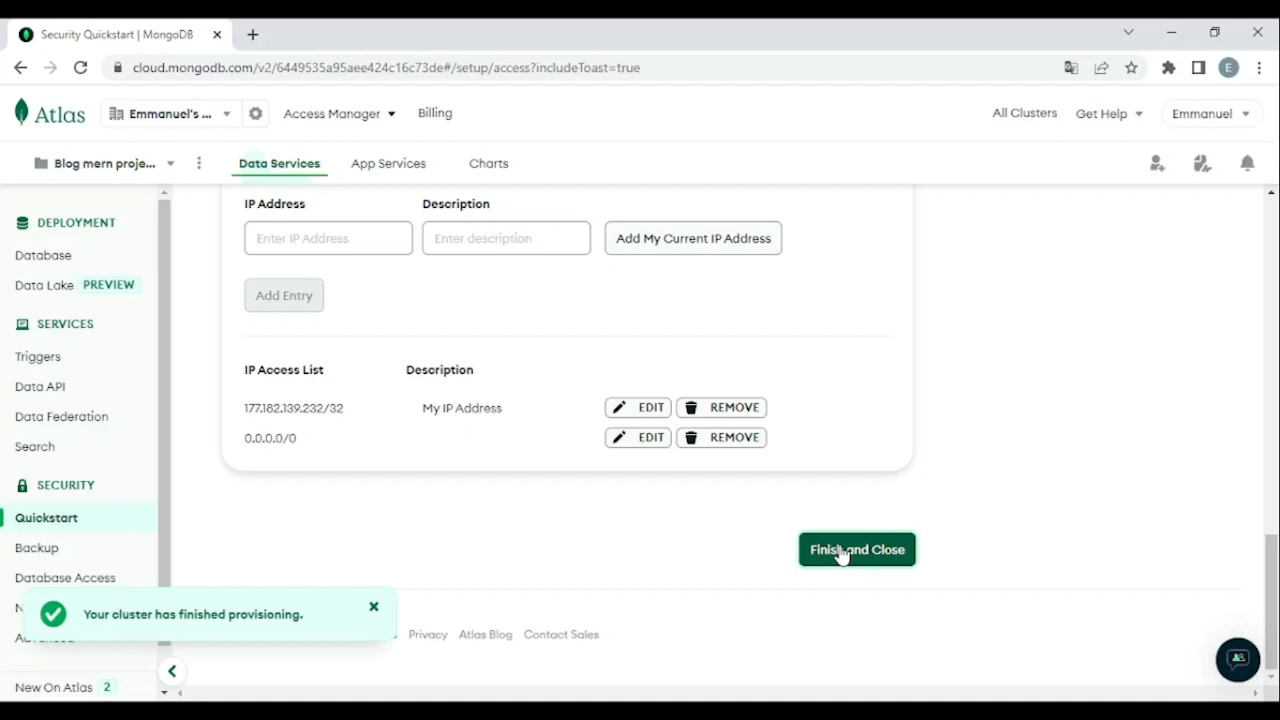 Security Quickstart | MongoDB
cloud.mongodb.com/v2/6449535a95aee424c16c73de#/setup/access?includeToast=true
E
Atlas
Emmanuel's ...
Access Manager
Billing
All Clusters
Get Help
Emmanuel
Blog mern proje...
Data Services
App Services
Charts
DEPLOYMENT
Database
Data Lake PREVIEW
SERVICES
Triggers
Data API
Data Federation
Search
SECURITY
Quickstart
Backup
Database Access
New On Atlas 2
IP Address
Description
Enter IP Address
Enter description
Add My Current IP Address
Add Entry
IP Access List
Description
177.182.139.232/32
My IP Address
EDIT
REMOVE
0.0.0.0/0
EDIT
REMOVE
Finish and Close
Your cluster has finished provisioning.
Privacy
Atlas Blog
Contact Sales